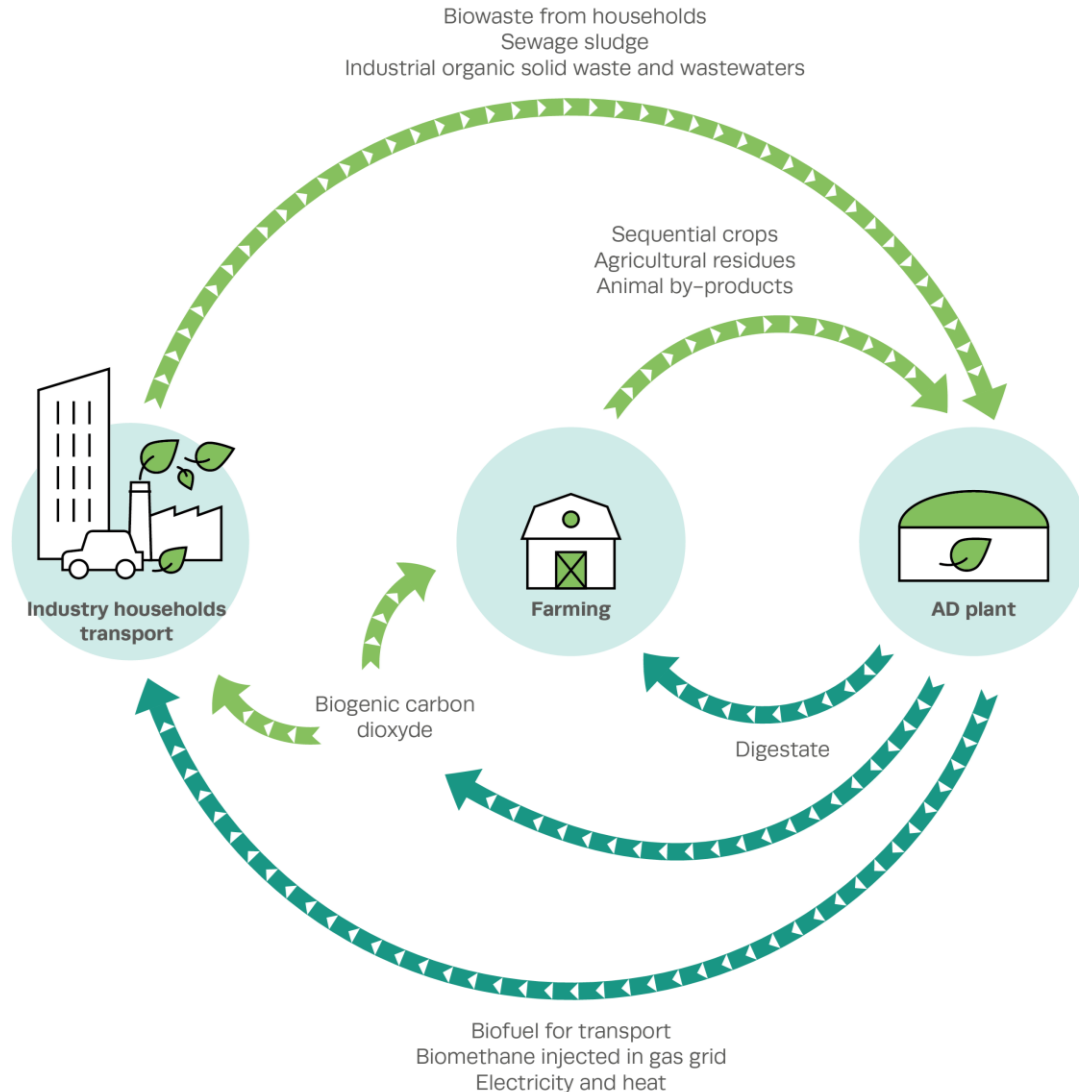 Biowaste from households
Sewage sludge
Industrial organic solid waste and wastewaters
Sequential crops
Agricultural residues
Animal by-products
Industry households
transport
Farming
AD plant
Biogenic carbon
dioxyde
Digestate
Biofuel for transport
Biomethane injected in gas grid
Electricity and heat